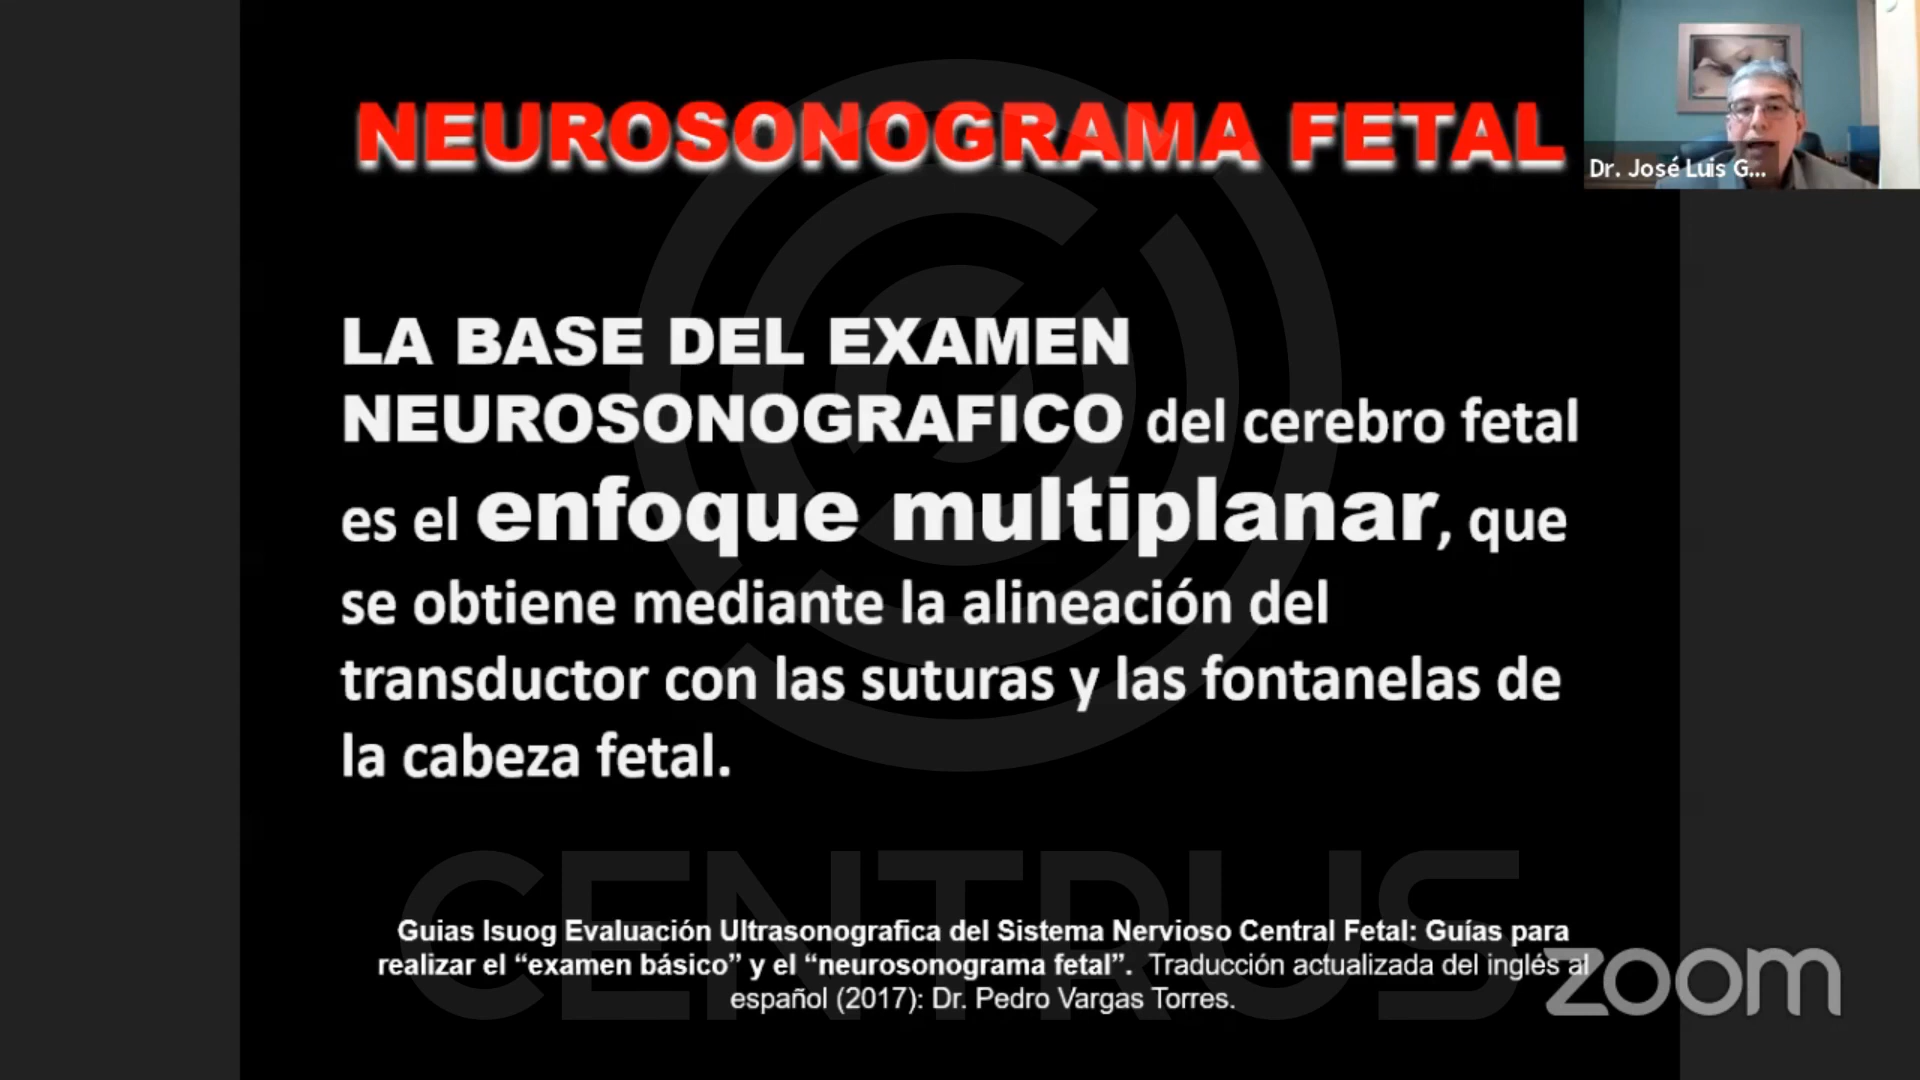 NEUROSONOGRAMA FETAL
Dr. José Luis G...
LA BASE DEL EXAMEN
NEUROSONOGRAFICO del cerebro fetal
es el enfoque multiplanar, que
se obtiene mediante la alineación del
transductor con las suturas y las fontanelas de
la cabeza fetal.
CENTRUS
Guias Isuog Evaluación Ultrasonografica del Sistema Nervioso Central Fetal: Guías para
realizar el “examen básico” y el “neurosonograma fetal”. Traducción actualizada del inglés al
español (2017): Dr. Pedro Vargas Torres.
zoom